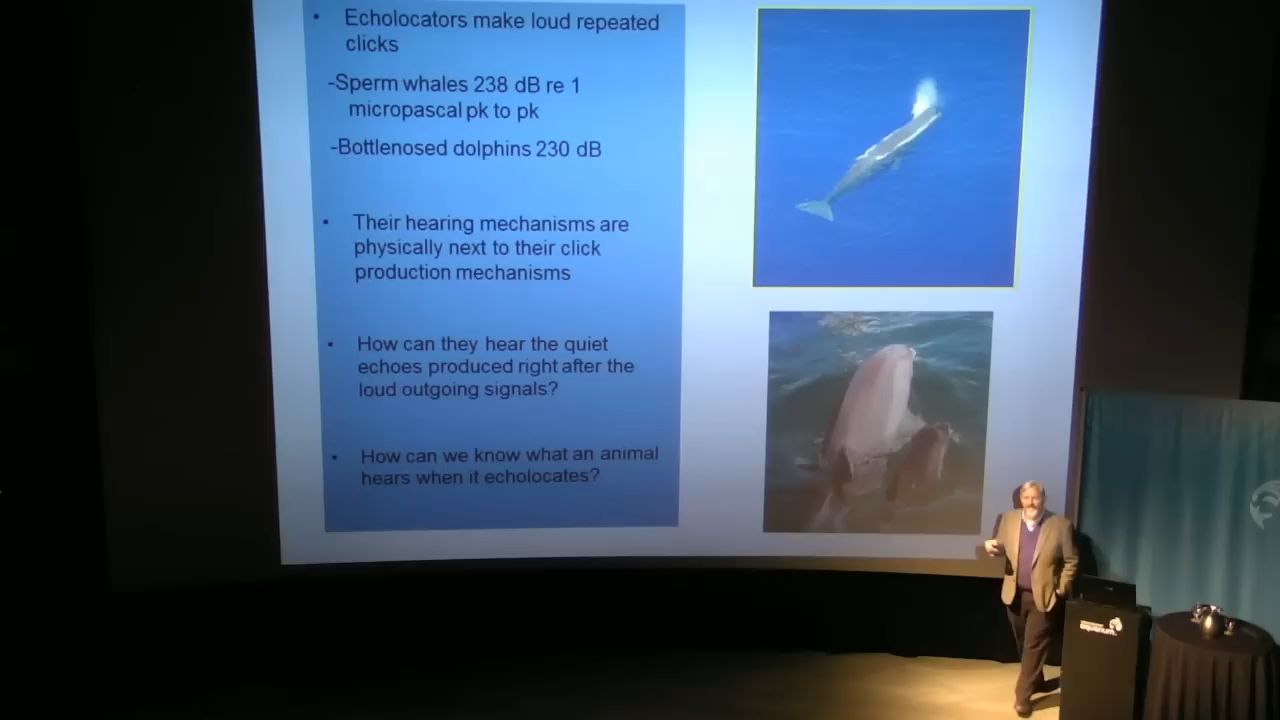 • Echolocators make loud repeated
clicks
-Sperm whales 238 dB re 1
micropascal pk to pk
-Bottlenosed dolphins 230 dB
• Their hearing mechanisms are
physically next to their click
production mechanisms
• How can they hear the quiet
echoes produced right after the
loud outgoing signals?
• How can we know what an animal
hears when it echolocates?
aquarium